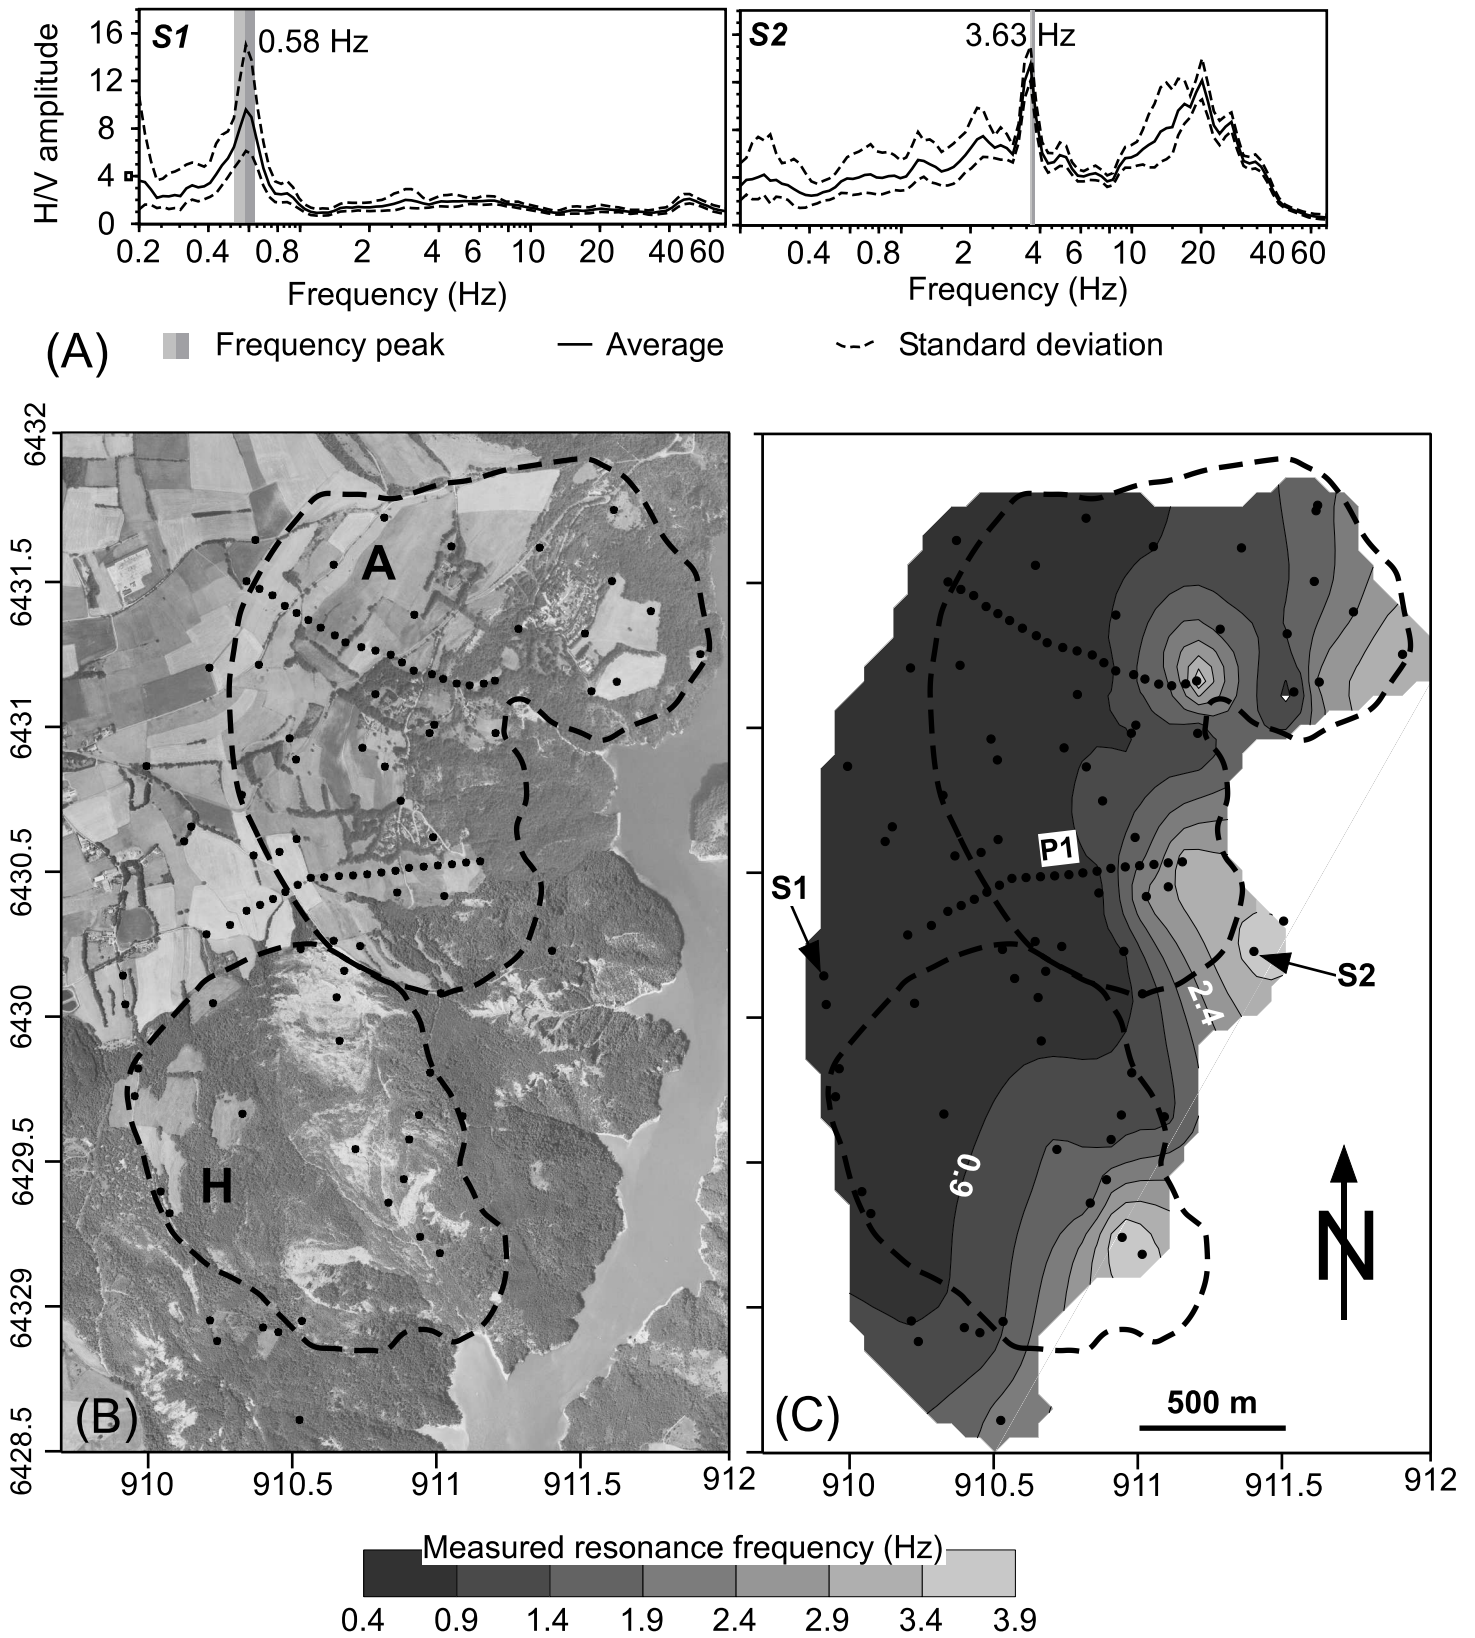 S1
0.58 Hz
S2
3.63 Hz
H/V amplitude
16
12
8
4
0
0.2 0.4 0.8 2 4 6 10 20 40 60
0.4 0.8 2 4 6 10 20 40 60
Frequency (Hz)
Frequency (Hz)
(A)
Frequency peak
Average
Standard deviation
6432
6431.5
6431
6430.5
6430
6429.5
6429
6428.5
A
H
(B)
910 910.5 911 911.5 912
P1
S1
S2
2.4
0.9
N
500 m
(C)
910 910.5 911 911.5 912
Measured resonance frequency (Hz)
0.4 0.9 1.4 1.9 2.4 2.9 3.4 3.9